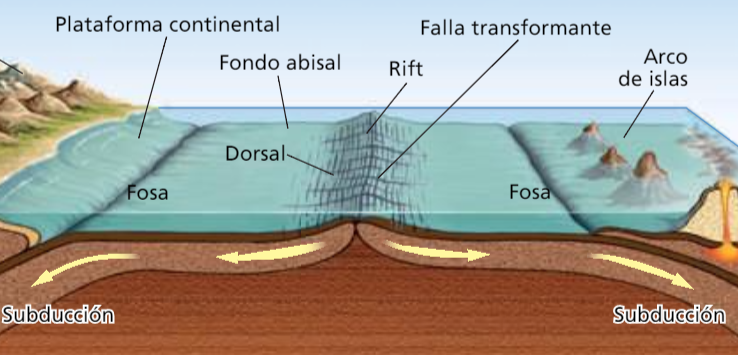 Plataforma continental
Falla transformante
Fondo abisal
Rift
Arco
de islas
Dorsal
Fosa
Fosa
Subducción
Subducción